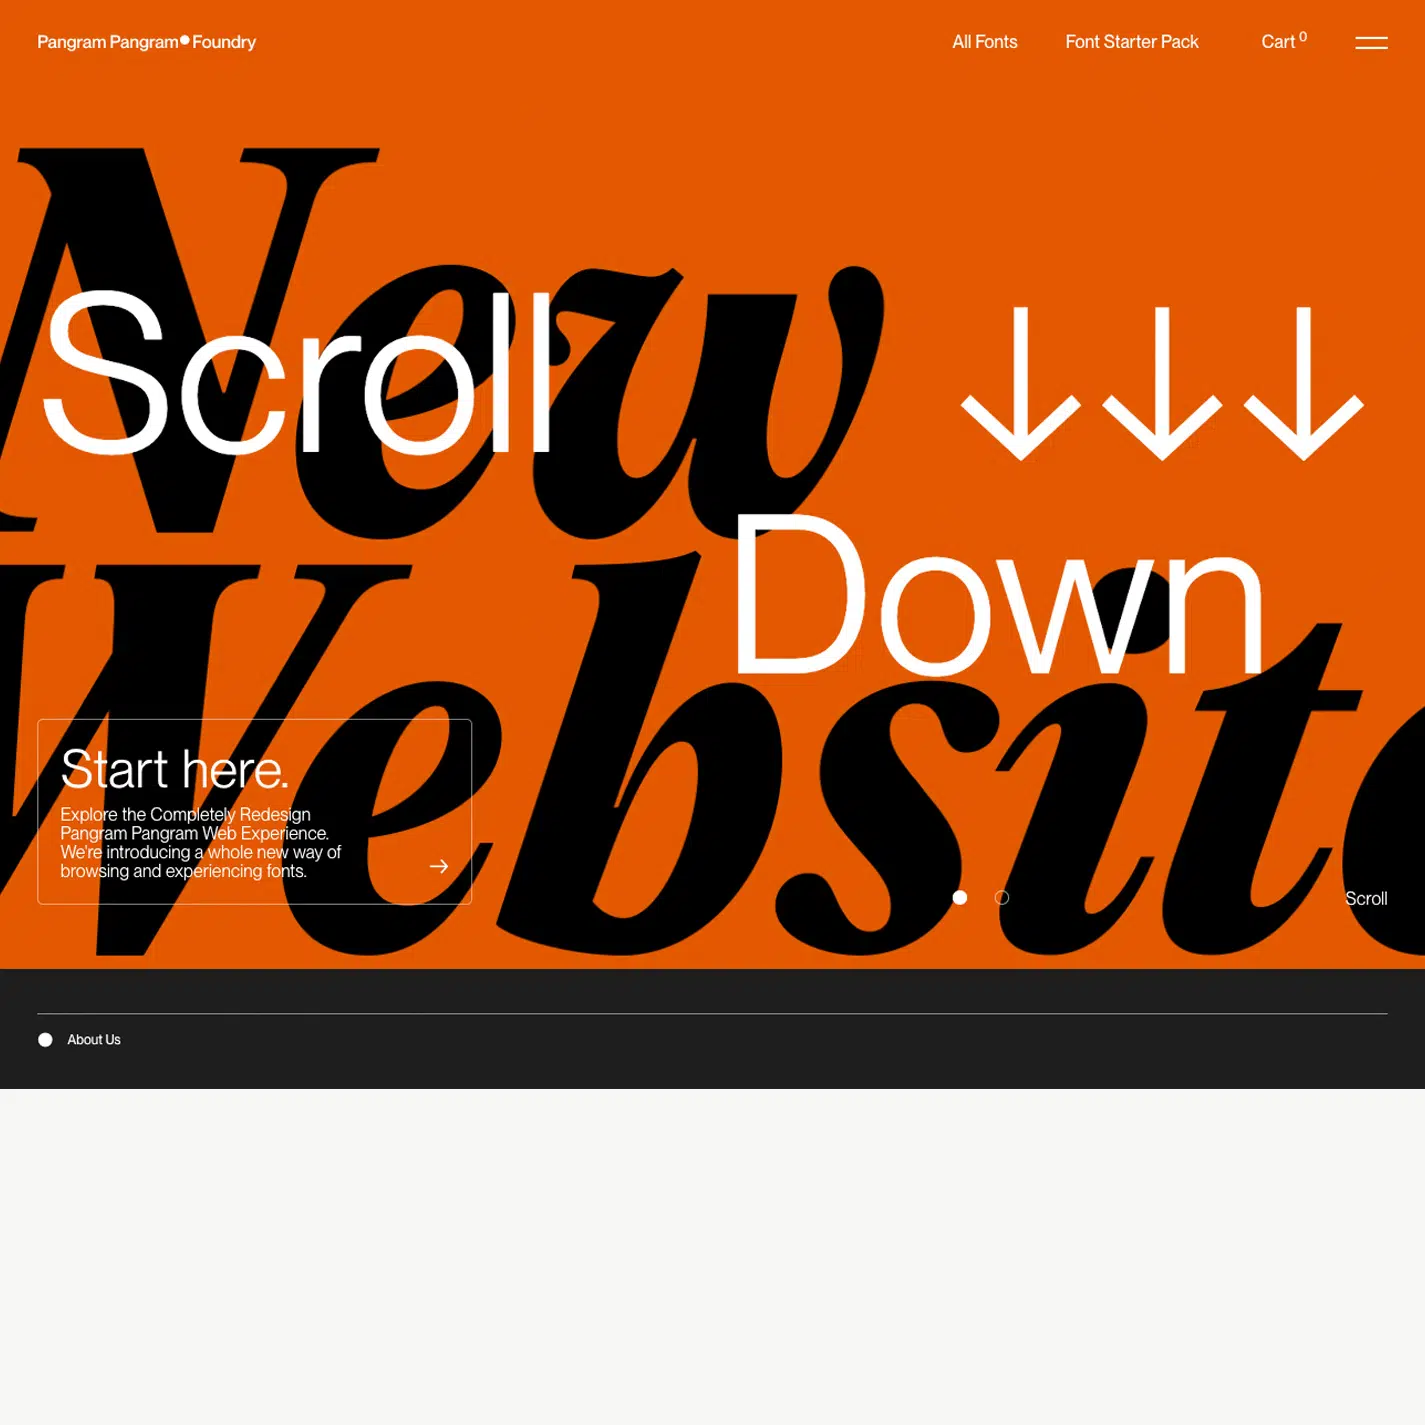 Pangram Pangram●Foundry
All Fonts
Font Starter Pack
Cart 0
New
Scroll ↓↓↓
Down
Website
Start here.
Explore the Completely Redesign
Pangram Pangram Web Experience.
We're introducing a whole new way of
browsing and experiencing fonts.
→
Scroll
About Us